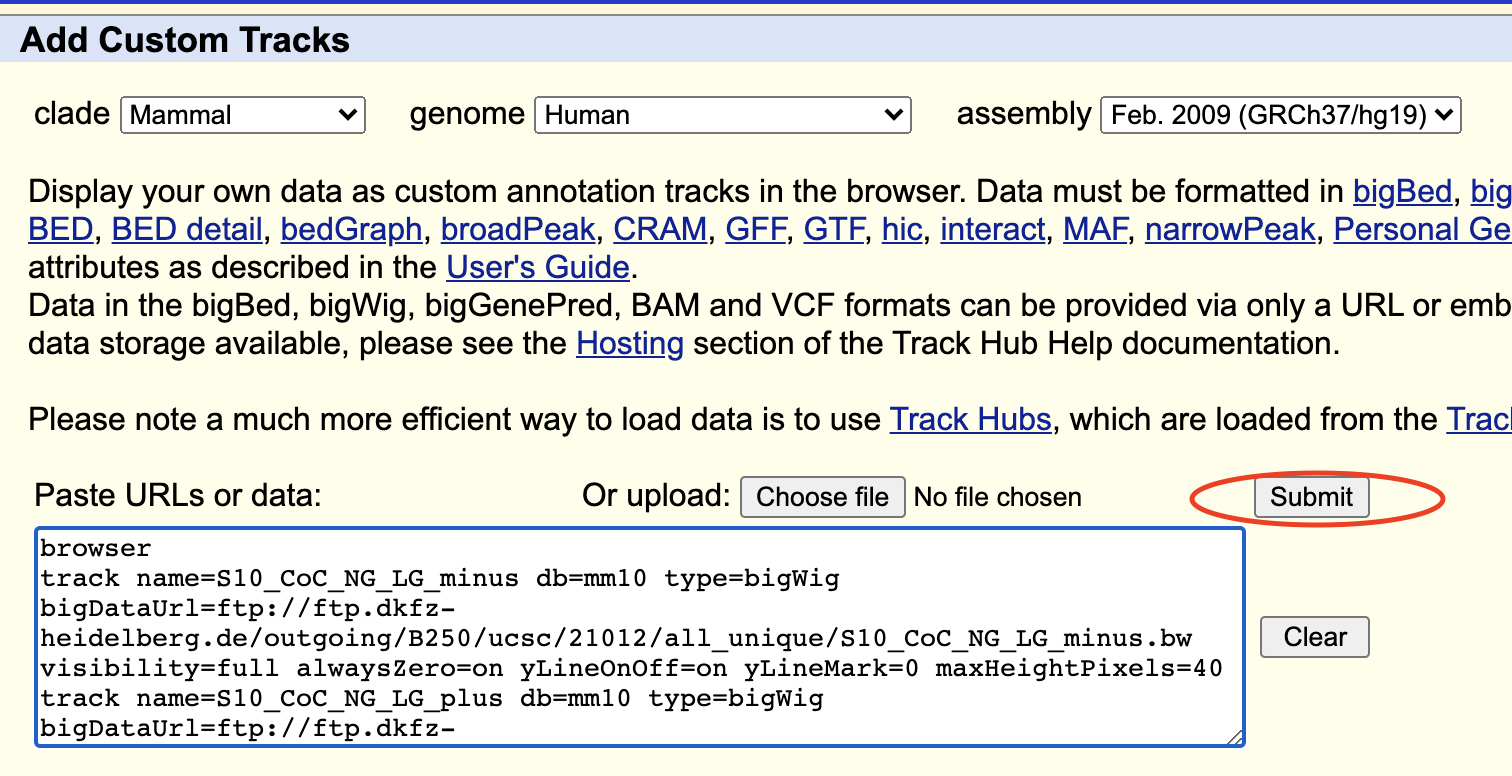 Add Custom Tracks
clade Mammal genome Human assembly Feb. 2009 (GRCh37/hg19)
Display your own data as custom annotation tracks in the browser. Data must be formatted in bigBed, big
BED, BED detail, bedGraph, broadPeak, CRAM, GFF, GTF, hic, interact, MAF, narrowPeak, Personal Ge
attributes as described in the User's Guide.
Data in the bigBed, bigWig, bigGenePred, BAM and VCF formats can be provided via only a URL or emb
data storage available, please see the Hosting section of the Track Hub Help documentation.
Please note a much more efficient way to load data is to use Track Hubs, which are loaded from the Track
Paste URLs or data: Or upload: Choose file No file chosen Submit
browser
track name=S10_CoC_NG_LG_minus db=mm10 type=bigWig
bigDataUrl=ftp://ftp.dkfz-
heidelberg.de/outgoing/B250/ucsc/21012/all_unique/S10_CoC_NG_LG_minus.bw
visibility=full alwaysZero=on yLineOnOff=on yLineMark=0 maxHeightPixels=40
track name=S10_CoC_NG_LG_plus db=mm10 type=bigWig
bigDataUrl=ftp://ftp.dkfz-
Clear